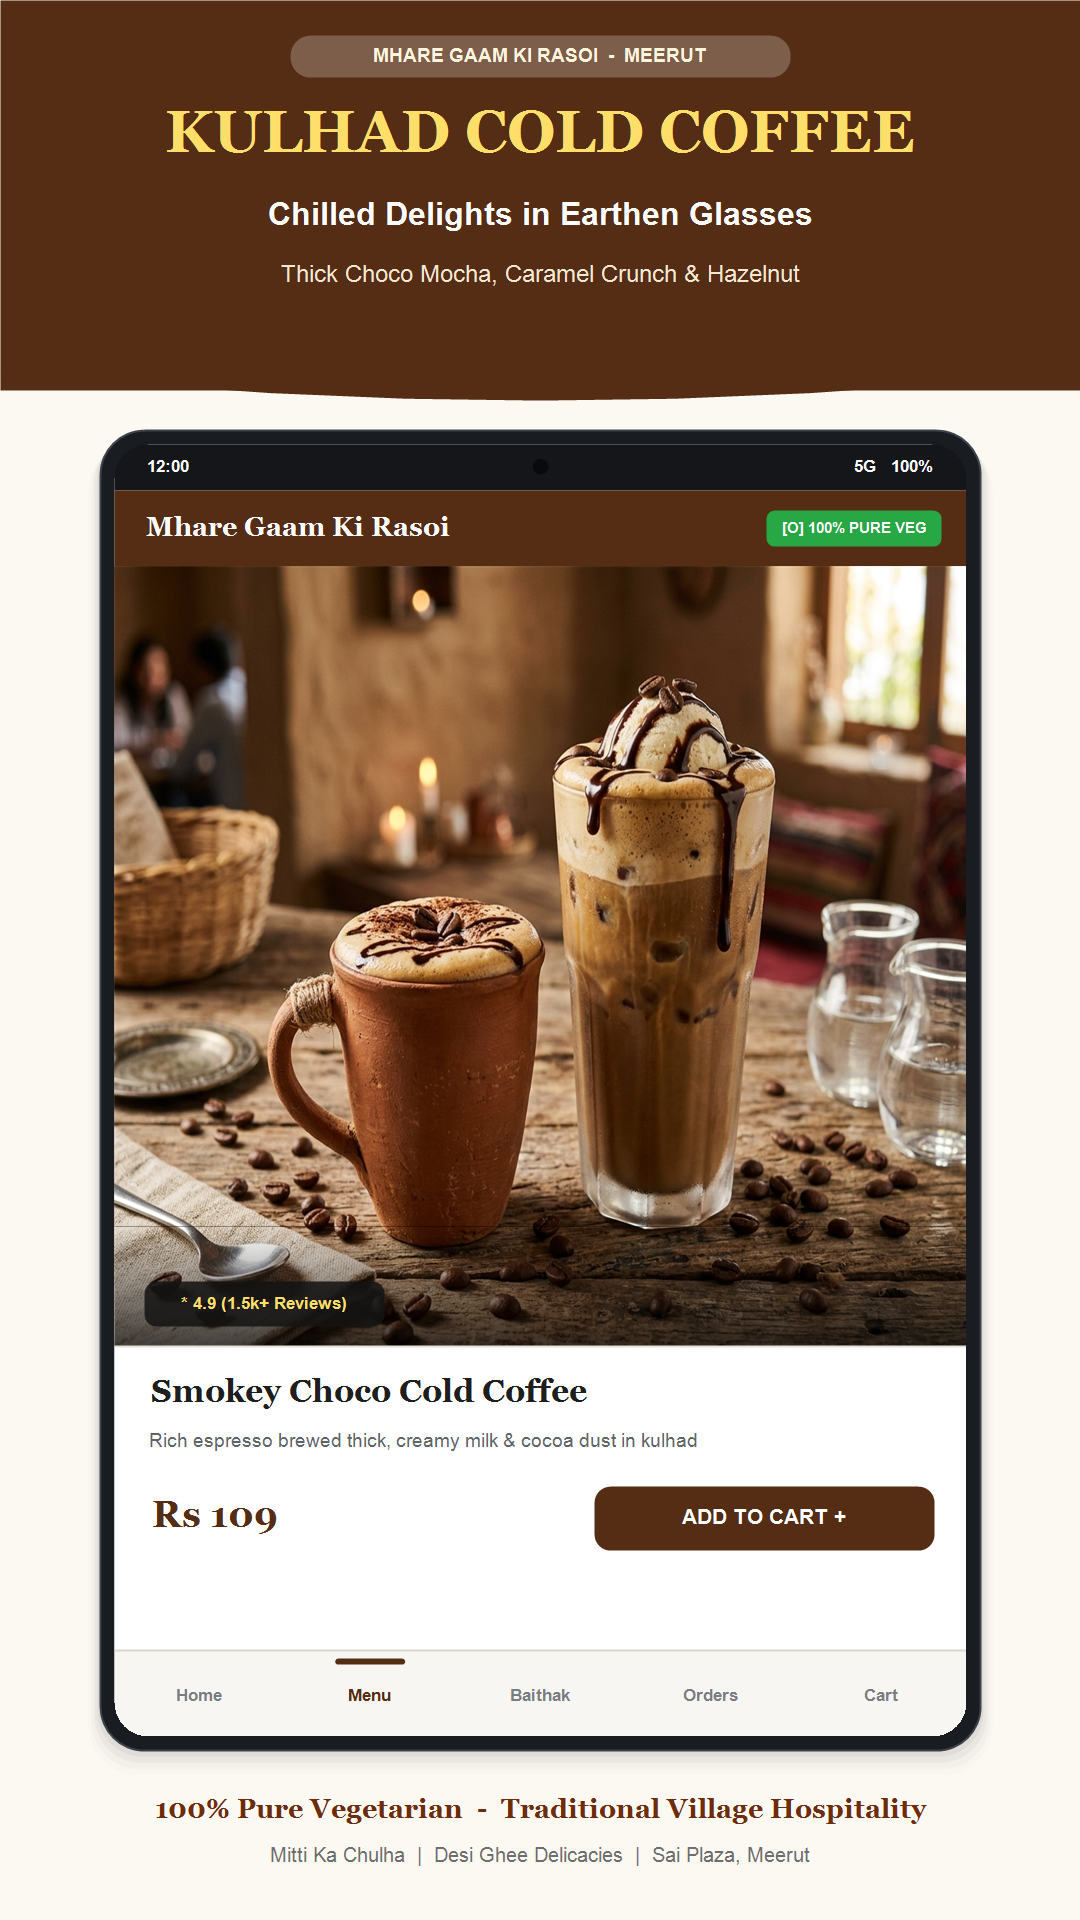 MHARE GAAM KI RASOI - MEERUT
KULHAD COLD COFFEE
Chilled Delights in Earthen Glasses
Thick Choco Mocha, Caramel Crunch & Hazelnut
12:00 5G 100%
Mhare Gaam Ki Rasoi [O] 100% PURE VEG
* 4.9 (1.5k+ Reviews)
Smokey Choco Cold Coffee
Rich espresso brewed thick, creamy milk & cocoa dust in kulhad
Rs 109 ADD TO CART +
Home Menu Baithak Orders Cart
100% Pure Vegetarian - Traditional Village Hospitality
Mitti Ka Chulha | Desi Ghee Delicacies | Sai Plaza, Meerut